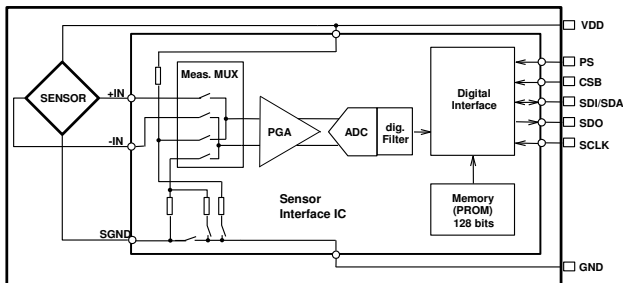 VDD
PS
CSB
SDI/SDA
SDO
SCLK
GND
SENSOR
+IN
-IN
SGND
Meas. MUX
PGA
ADC
dig.
Filter
Digital
Interface
Memory
(PROM)
128 bits
Sensor
Interface IC